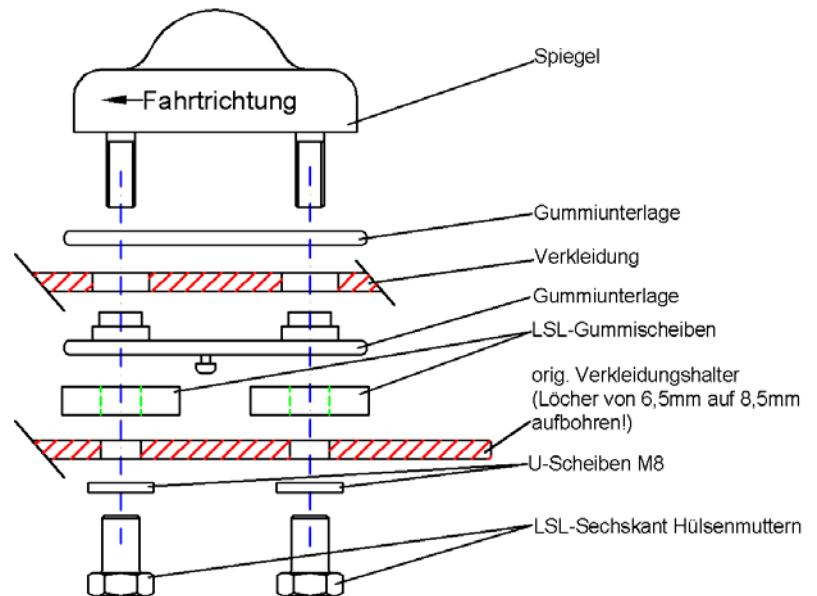 Spiegel
Fahrtrichtung
Gummiunterlage
Verkleidung
Gummiunterlage
LSL-Gummischeiben
orig. Verkleidungshalter
(Löcher von 6,5mm auf 8,5mm
aufbohren!)
U-Scheiben M8
LSL-Sechskant Hülsenmuttern